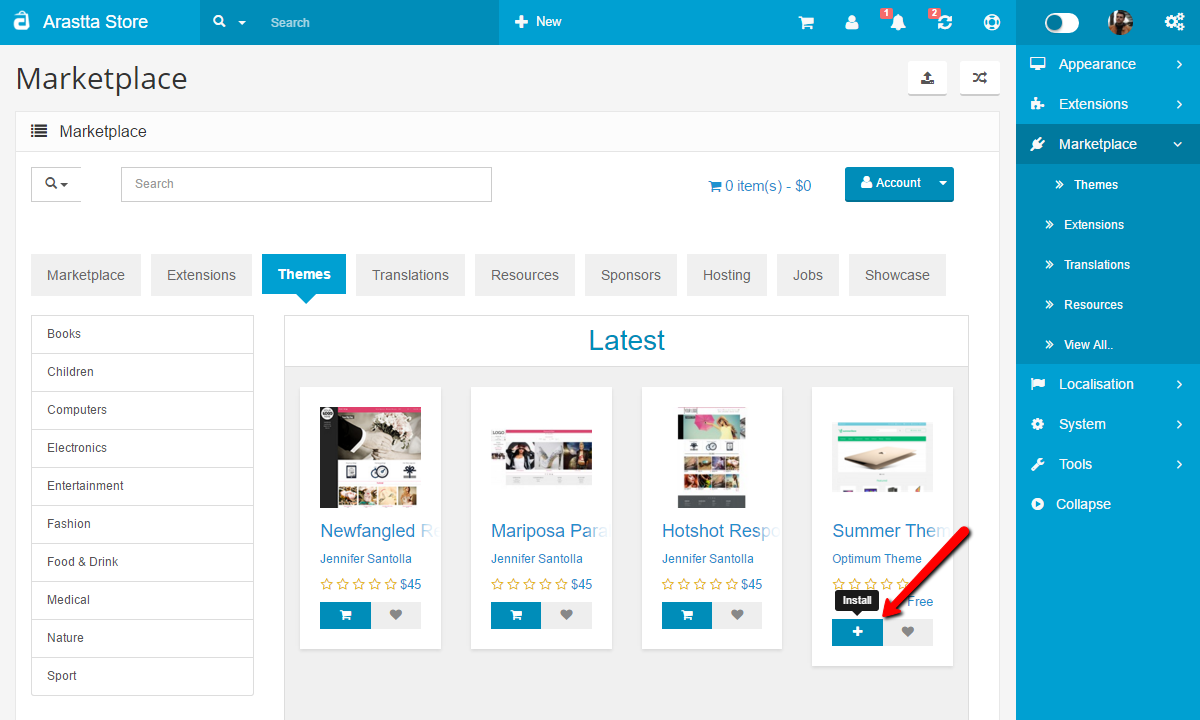 Arastta Store
Search
New
1
2
Marketplace
Marketplace
Search
0 item(s) - $0
Account
Marketplace
Extensions
Themes
Translations
Resources
Sponsors
Hosting
Jobs
Showcase
Books
Children
Computers
Electronics
Entertainment
Fashion
Food & Drink
Medical
Nature
Sport
Latest
LOGO
Newfangled Re
Jennifer Santolla
$45
LOGO
Mariposa Para
Jennifer Santolla
$45
Hotshot Respo
Jennifer Santolla
$45
Summer Them
Optimum Theme
Free
Install
Appearance
Extensions
Marketplace
Themes
Extensions
Translations
Resources
View All..
Localisation
System
Tools
Collapse